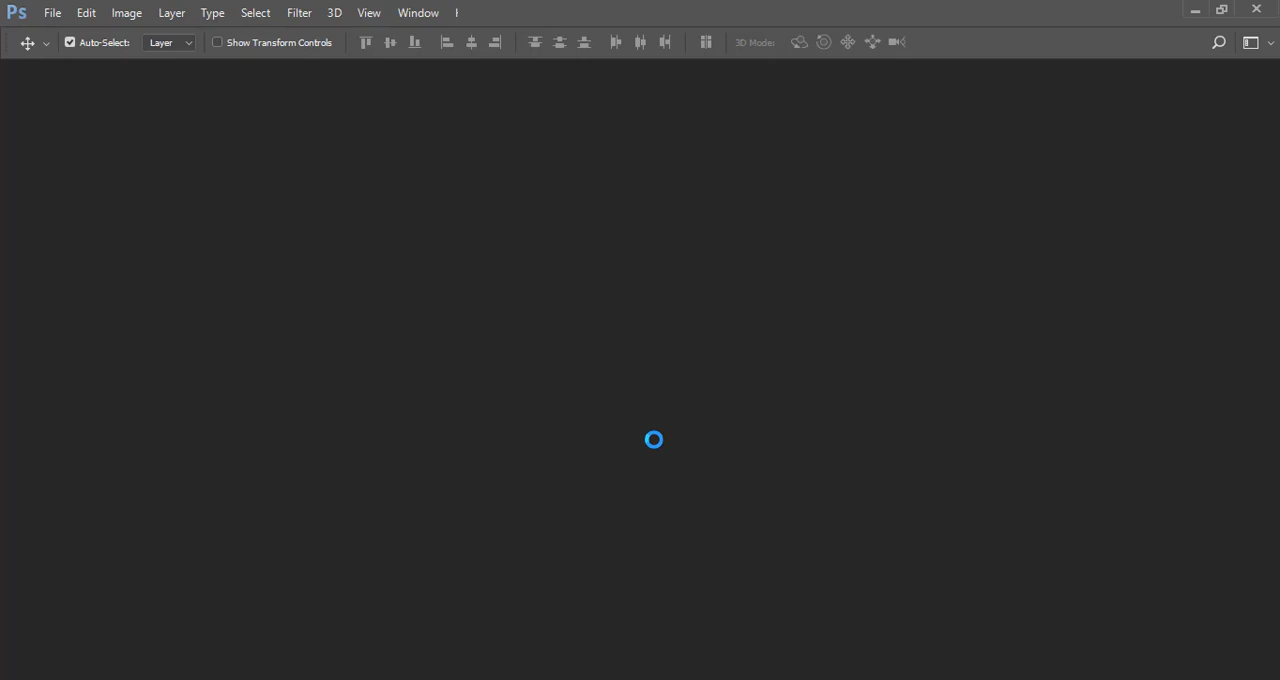 Ps File Edit Image Layer Type Select Filter 3D View Window
Auto-Select: Layer Show Transform Controls 3D Mode: